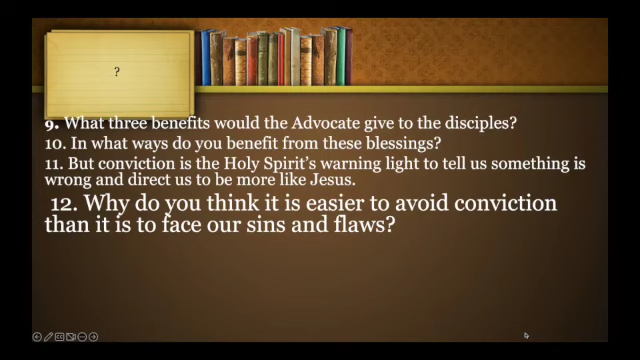 ?
9. What three benefits would the Advocate give to the disciples?
10. In what ways do you benefit from these blessings?
11. But conviction is the Holy Spirit's warning light to tell us something is
wrong and direct us to be more like Jesus.
12. Why do you think it is easier to avoid conviction
than it is to face our sins and flaws?